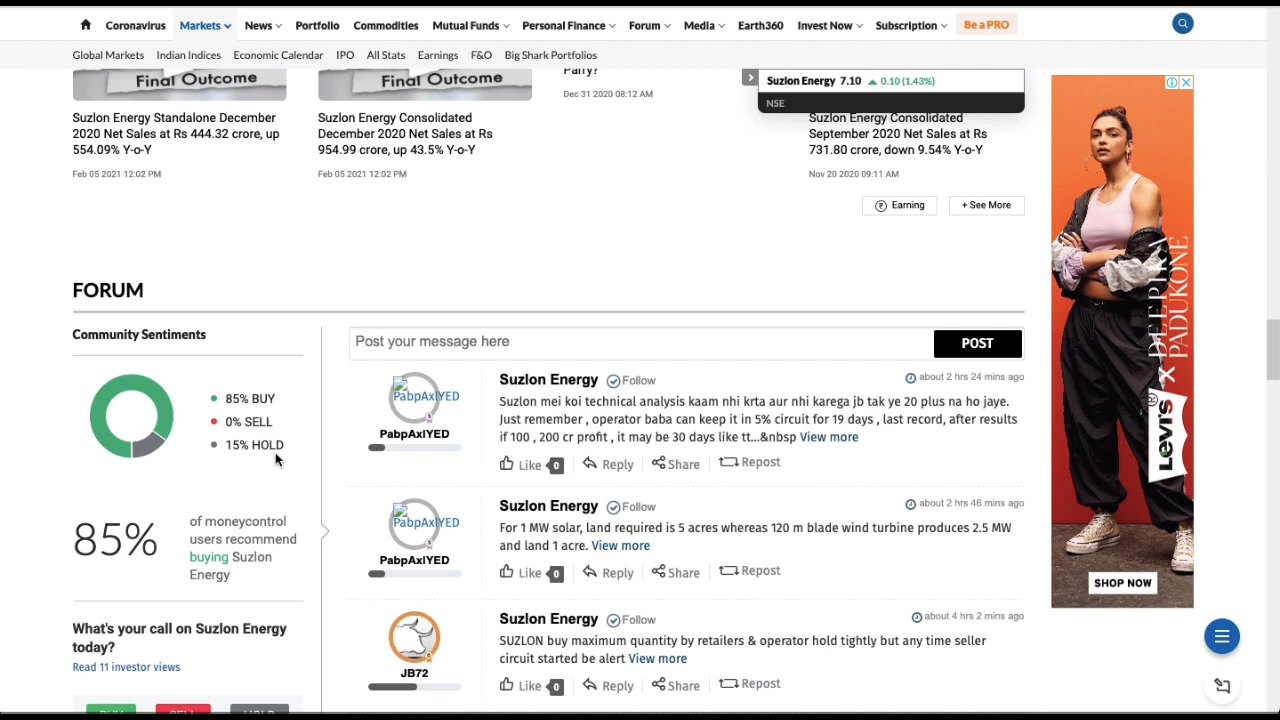 Coronavirus Markets News Portfolio Commodities Mutual Funds Personal Finance Forum Media Earth360 Invest Now Subscription Be a PRO
Global Markets Indian Indices Economic Calendar IPO All Stats Earnings F&O Big Shark Portfolios
Final Outcome
Final Outcome
Party?
Dec 31 2020 08:12 AM
Suzlon Energy 7.10 ▲ 0.10 (1.43%)
NSE
Suzlon Energy Standalone December
2020 Net Sales at Rs 444.32 crore, up
554.09% Y-o-Y
Feb 05 2021 12:02 PM
Suzlon Energy Consolidated
December 2020 Net Sales at Rs
954.99 crore, up 43.5% Y-o-Y
Feb 05 2021 12:02 PM
Suzlon Energy Consolidated
September 2020 Net Sales at Rs
731.80 crore, down 9.54% Y-o-Y
Nov 20 2020 09:11 AM
₹ Earning
+ See More
FORUM
Community Sentiments
85% BUY
0% SELL
15% HOLD
85%
of moneycontrol
users recommend
buying Suzlon
Energy
What's your call on Suzlon Energy
today?
Read 11 investor views
BUY SELL HOLD
Post your message here
POST
PabpAxlYED
PabpAxlYED
Suzlon Energy Follow
about 2 hrs 24 mins ago
Suzlon mei koi technical analysis kaam nhi krta aur nhi karega jb tak ye 20 plus na ho jaye.
Just remember , operator baba can keep it in 5% circuit for 19 days , last record, after results
if 100 , 200 cr profit , it may be 30 days like tt...&nbsp View more
Like 0 Reply Share Repost
PabpAxlYED
PabpAxlYED
Suzlon Energy Follow
about 2 hrs 46 mins ago
For 1 MW solar, land required is 5 acres whereas 120 m blade wind turbine produces 2.5 MW
and land 1 acre. View more
Like 0 Reply Share Repost
JB72
Suzlon Energy Follow
about 4 hrs 2 mins ago
SUZLON buy maximum quantity by retailers & operator hold tightly but any time seller
circuit started be alert View more
Like 0 Reply Share Repost
LEVI'S® X DEEPIKA
PADUKONE
SHOP NOW